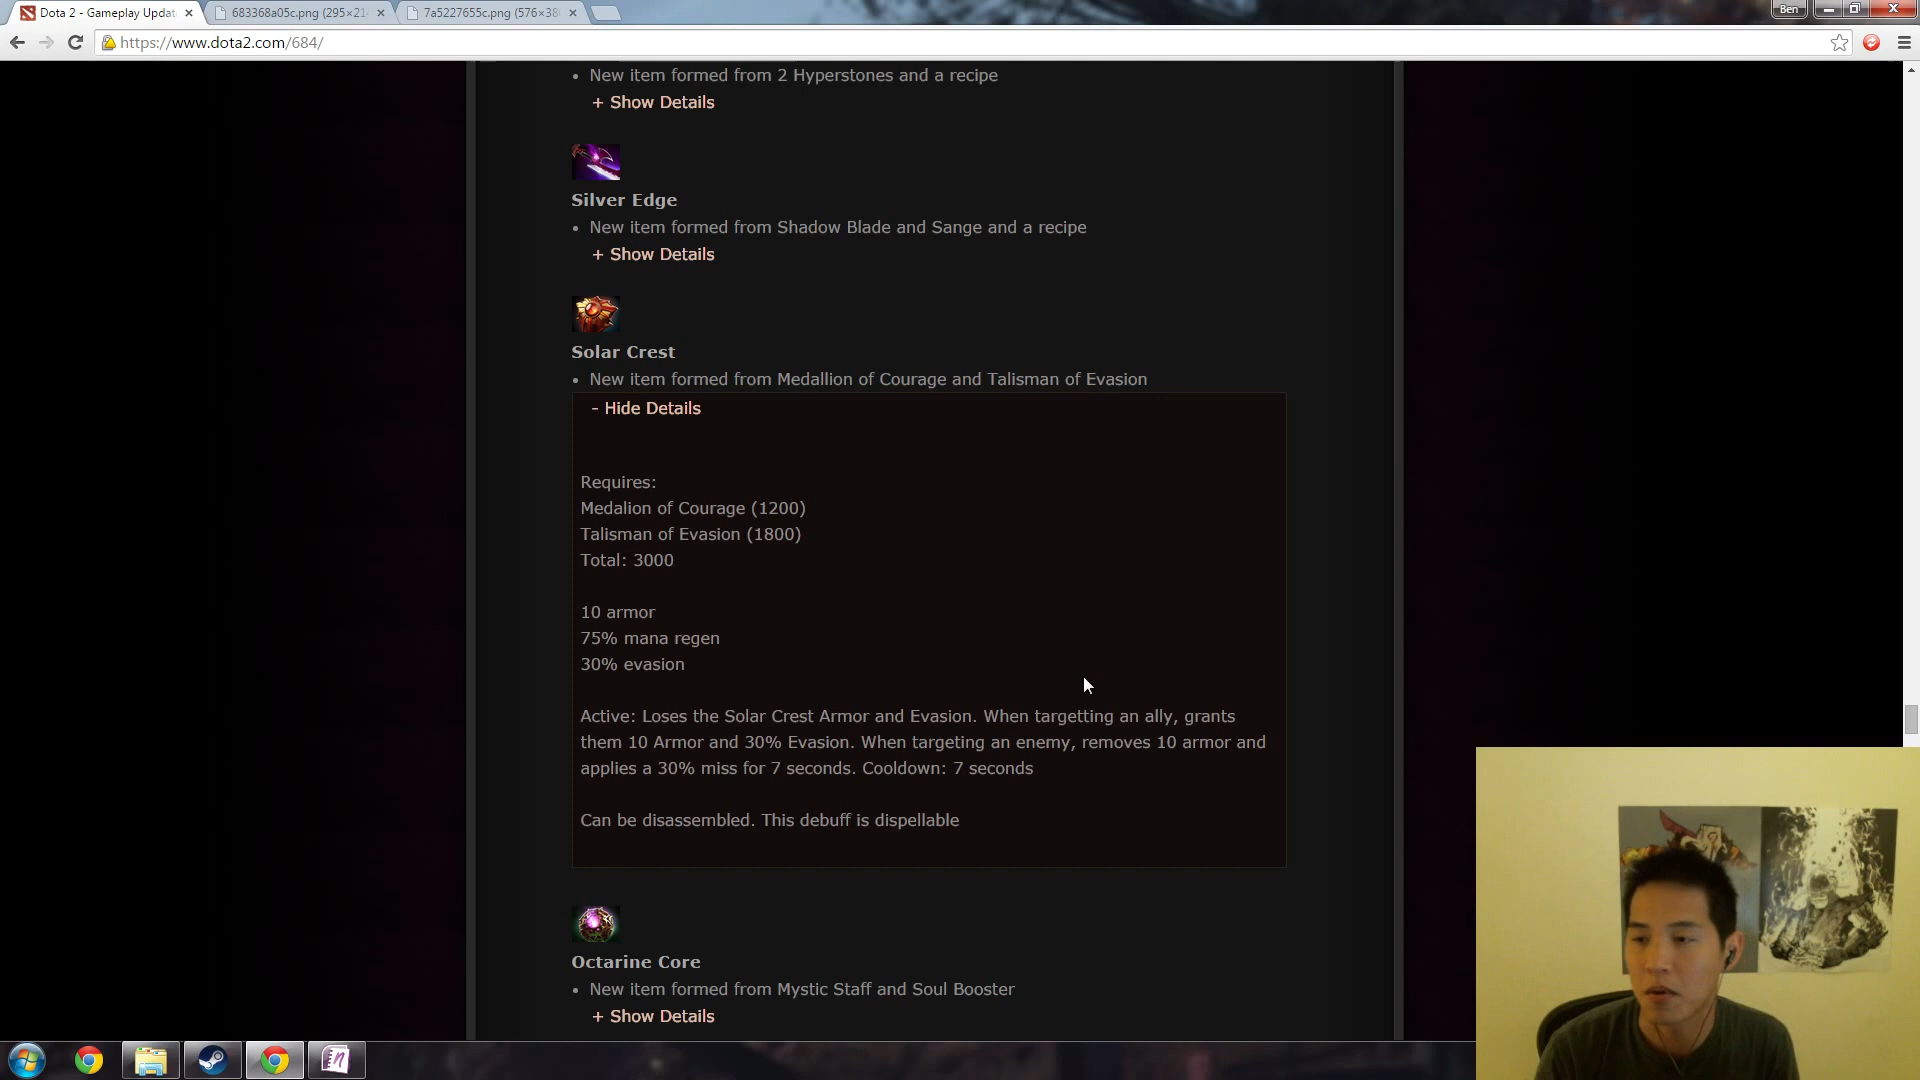 Dota 2 - Gameplay Updat
683368a05c.png (295×21
7a5227655c.png (576×38
Ben
https://www.dota2.com/684/
• New item formed from 2 Hyperstones and a recipe
+ Show Details
Silver Edge
• New item formed from Shadow Blade and Sange and a recipe
+ Show Details
Solar Crest
• New item formed from Medallion of Courage and Talisman of Evasion
- Hide Details
Requires:
Medalion of Courage (1200)
Talisman of Evasion (1800)
Total: 3000
10 armor
75% mana regen
30% evasion
Active: Loses the Solar Crest Armor and Evasion. When targetting an ally, grants
them 10 Armor and 30% Evasion. When targeting an enemy, removes 10 armor and
applies a 30% miss for 7 seconds. Cooldown: 7 seconds
Can be disassembled. This debuff is dispellable
Octarine Core
• New item formed from Mystic Staff and Soul Booster
+ Show Details